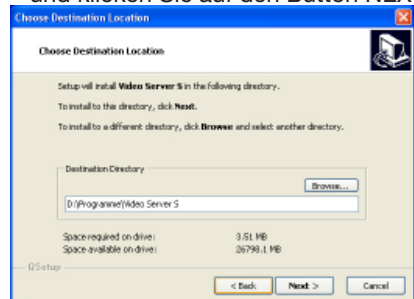 und klicken Sie auf den Button NEX
Choose Destination Location
Choose Destination Location
Setup will install Video Server S in the following directory.
To install to this directory, click Next.
To install to a different directory, click Browse and select another directory.
Destination Directory
Browse...
D:\Programme\Video Server S
Space required on drive: 3.51 MB
Space available on drive: 26798.1 MB
QSetup
< Back Next > Cancel